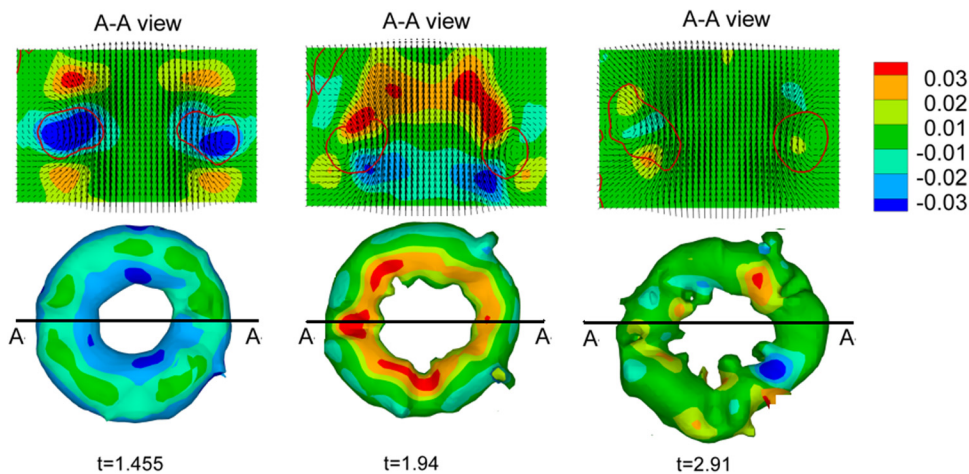 A-A view
A-A view
A-A view
0.03
0.02
0.01
-0.01
-0.02
-0.03
A A
A A
A A
t=1.455
t=1.94
t=2.91